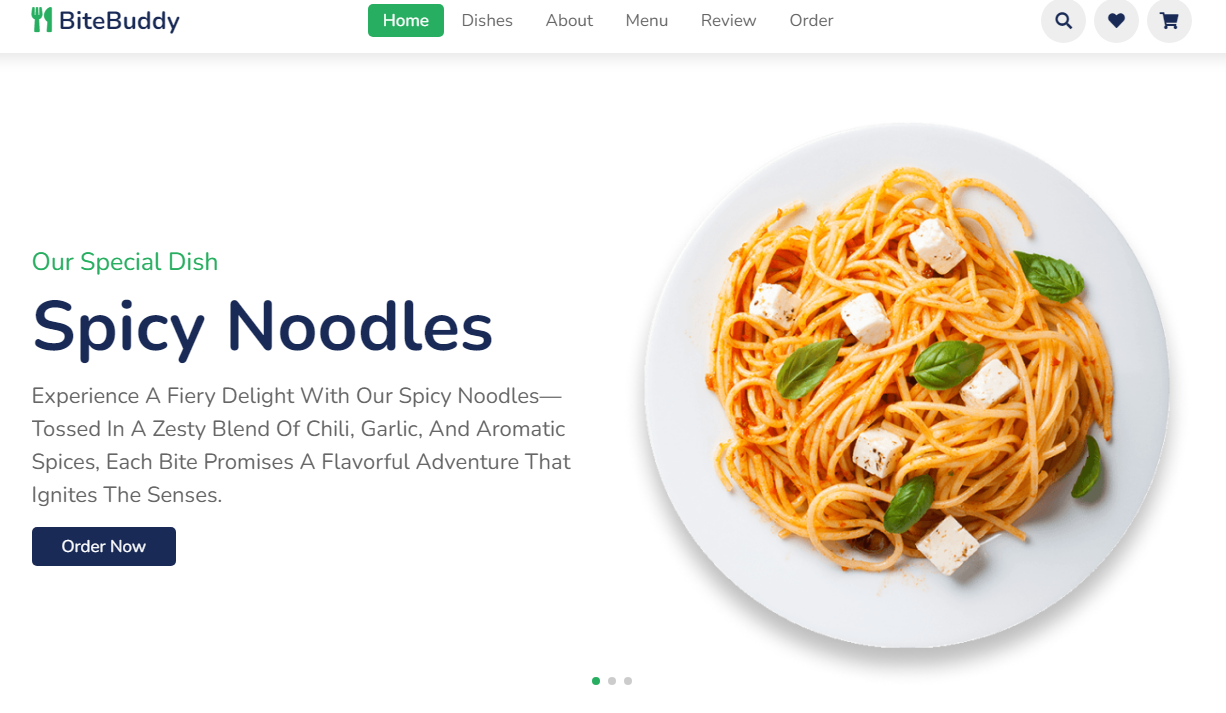 BiteBuddy
Home Dishes About Menu Review Order
Our Special Dish
Spicy Noodles
Experience A Fiery Delight With Our Spicy Noodles—
Tossed In A Zesty Blend Of Chili, Garlic, And Aromatic
Spices, Each Bite Promises A Flavorful Adventure That
Ignites The Senses.
Order Now